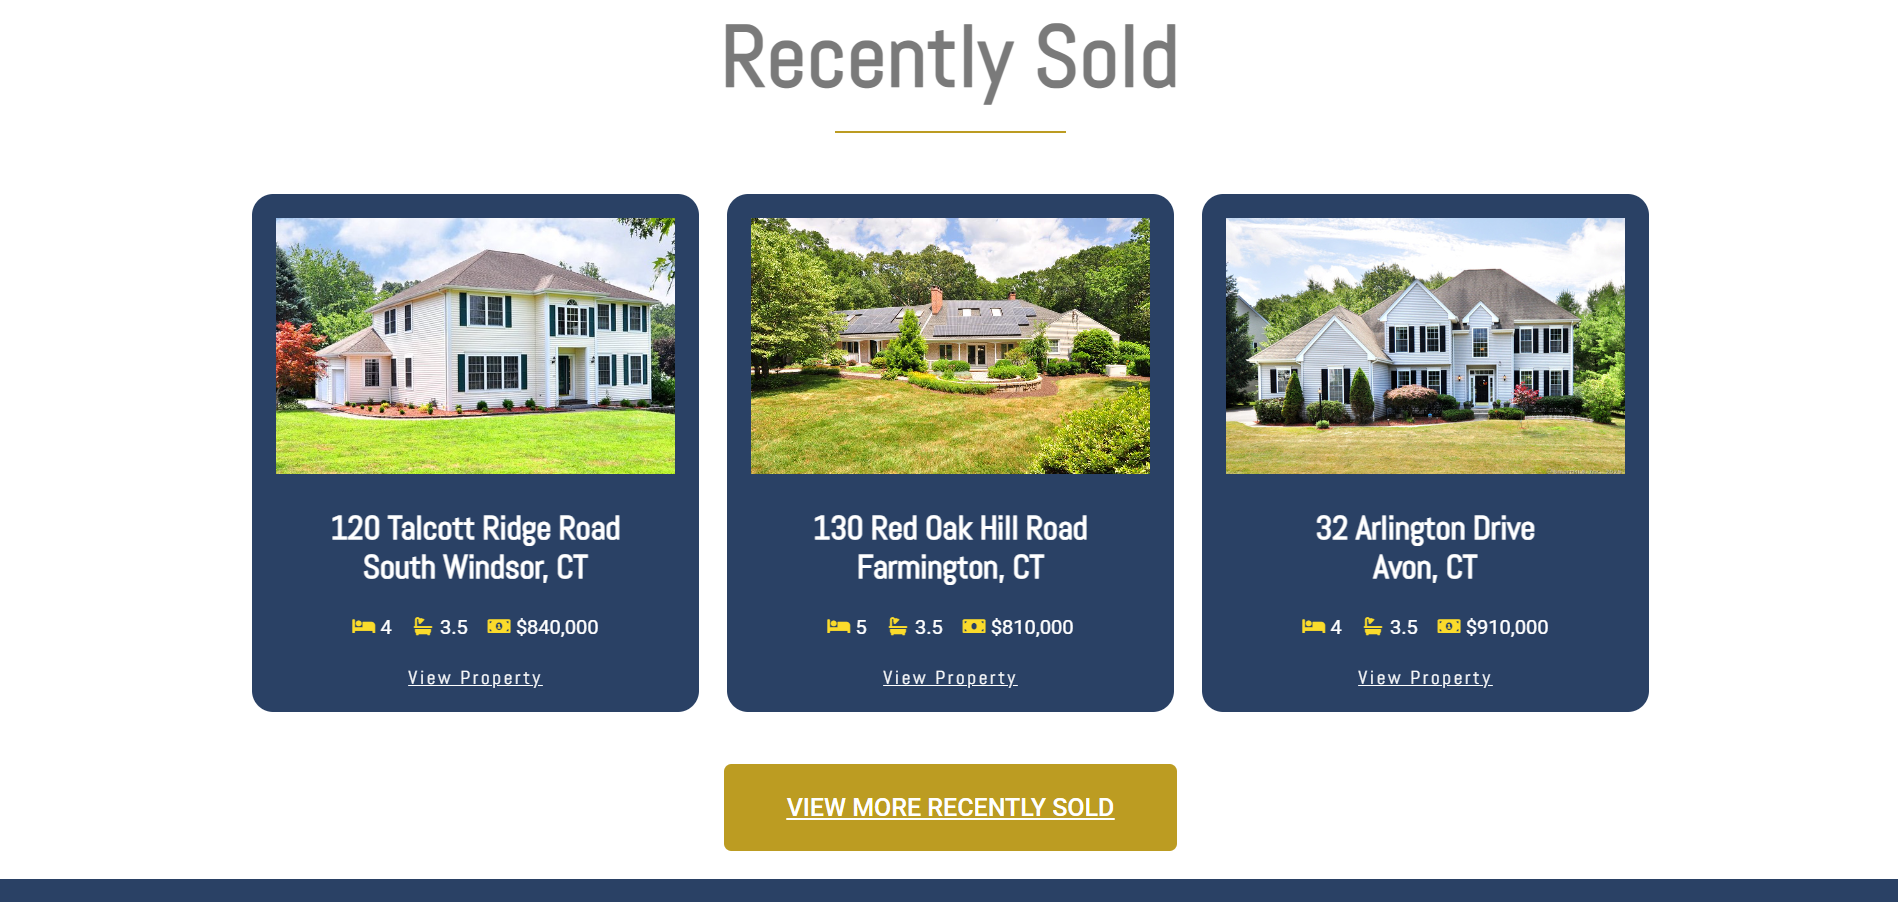 Recently Sold
120 Talcott Ridge Road
South Windsor, CT
4 3.5 $840,000
View Property
130 Red Oak Hill Road
Farmington, CT
5 3.5 $810,000
View Property
32 Arlington Drive
Avon, CT
4 3.5 $910,000
View Property
VIEW MORE RECENTLY SOLD